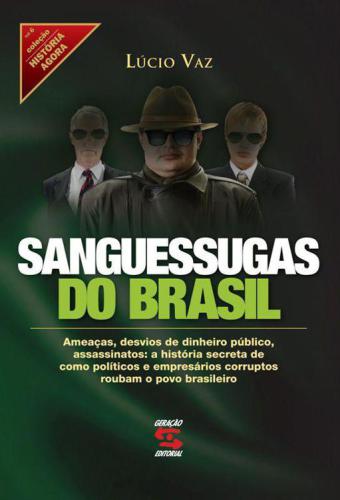 vol. 6
coleção
HISTÓRIA
AGORA
LÚCIO VAZ
SANGUESSUGAS
DO BRASIL
Ameaças, desvios de dinheiro público,
assassinatos: a história secreta de
como políticos e empresários corruptos
roubam o povo brasileiro
GERAÇÃO
EDITORIAL